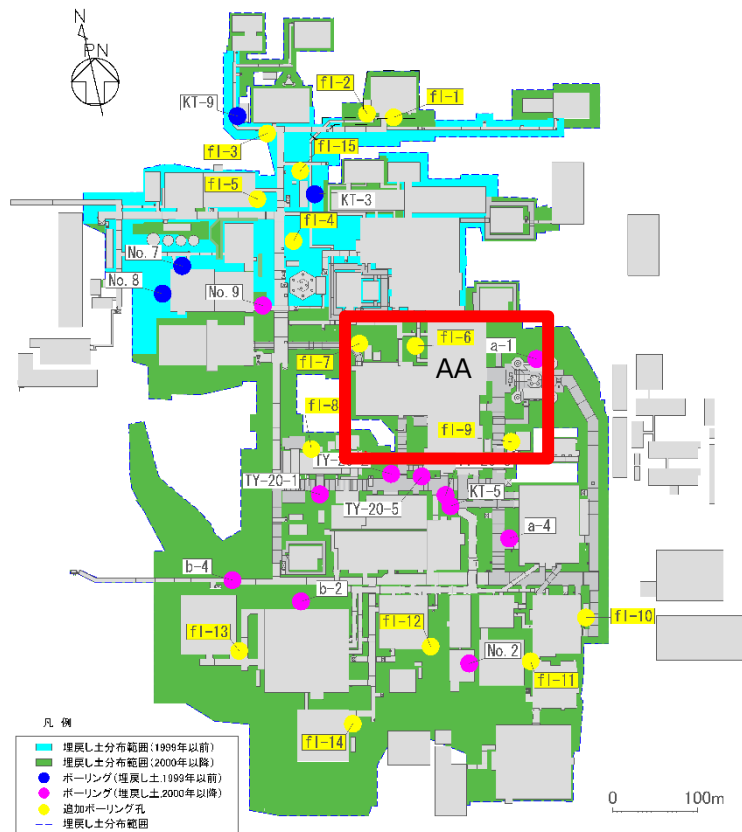 N
PN
fl-2
fl-1
KT-9
fl-3
fl-15
fl-5
KT-3
fl-4
No.7
No.8
No.9
fl-6
a-1
fl-7
AA
fl-8
fl-9
TY-20-1
KT-5
TY-20-5
a-4
b-4
b-2
fl-10
fl-12
fl-13
No.2
fl-11
fl-14
凡 例
埋戻し土分布範囲(1999年以前)
埋戻し土分布範囲(2000年以降)
ボーリング(埋戻し土,1999年以前)
ボーリング(埋戻し土,2000年以降)
追加ボーリング孔
埋戻し土分布範囲
0 100m